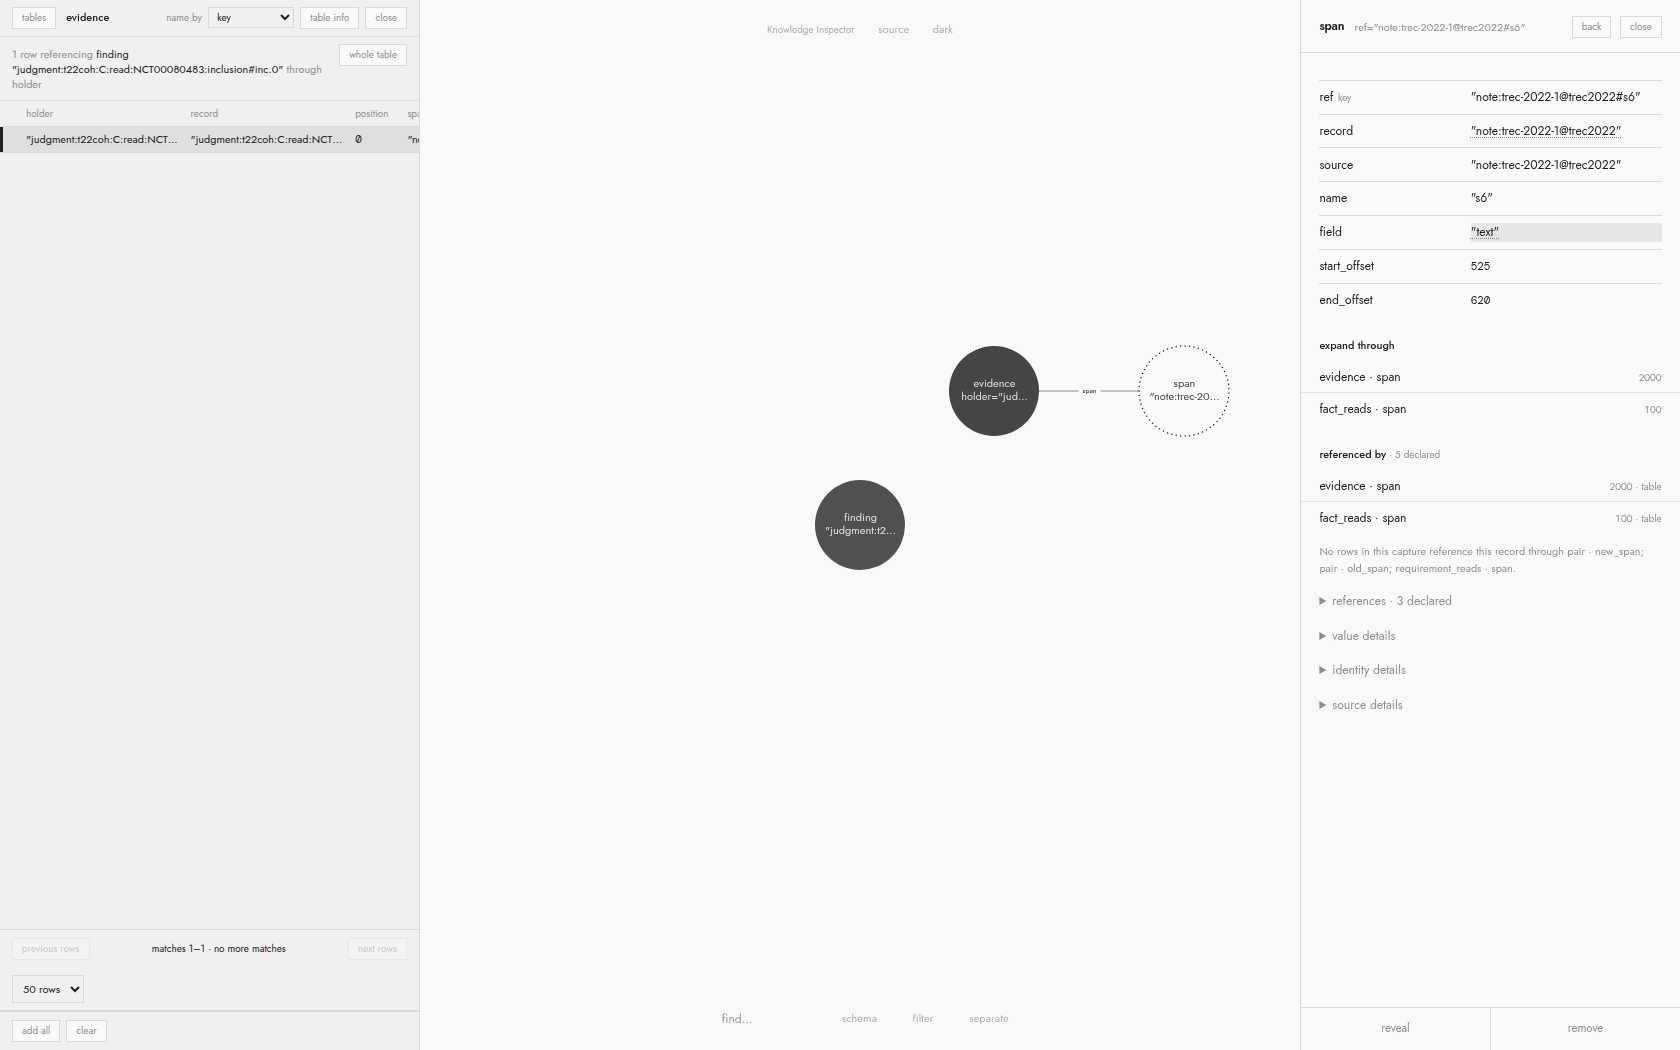 tables evidence name by key table info close
1 row referencing finding
"judgment:t22coh:C:read:NCT00080483:inclusion#inc.0" through
holder
whole table
holder record position spa
"judgment:t22coh:C:read:NCT... "judgment:t22coh:C:read:NCT... 0 "no
previous rows matches 1–1 · no more matches next rows
50 rows
add all clear
Knowledge Inspector source dark
evidence
holder="jud...
span
span
"note:trec-20...
finding
"judgment:t2...
find... schema filter separate
span ref="note:trec-2022-1@trec2022#s6" back close
ref key "note:trec-2022-1@trec2022#s6"
record "note:trec-2022-1@trec2022"
source "note:trec-2022-1@trec2022"
name "s6"
field "text"
start_offset 525
end_offset 620
expand through
evidence · span 2000
fact_reads · span 100
referenced by · 5 declared
evidence · span 2000 · table
fact_reads · span 100 · table
No rows in this capture reference this record through pair · new_span;
pair · old_span; requirement_reads · span.
▶ references · 3 declared
▶ value details
▶ identity details
▶ source details
reveal remove